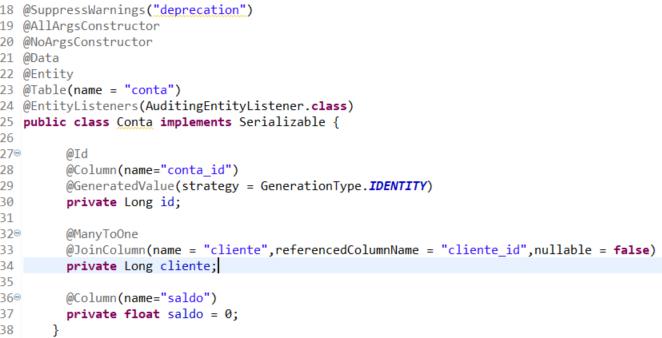 18 @SuppressWarnings("deprecation")
19 @AllArgsConstructor
20 @NoArgsConstructor
21 @Data
22 @Entity
23 @Table(name = "conta")
24 @EntityListeners(AuditingEntityListener.class)
25 public class Conta implements Serializable {
26
27 @Id
28 @Column(name="conta_id")
29 @GeneratedValue(strategy = GenerationType.IDENTITY)
30 private Long id;
31
32 @ManyToOne
33 @JoinColumn(name = "cliente",referencedColumnName = "cliente_id",nullable = false)
34 private Long cliente;
35
36 @Column(name="saldo")
37 private float saldo = 0;
38 }